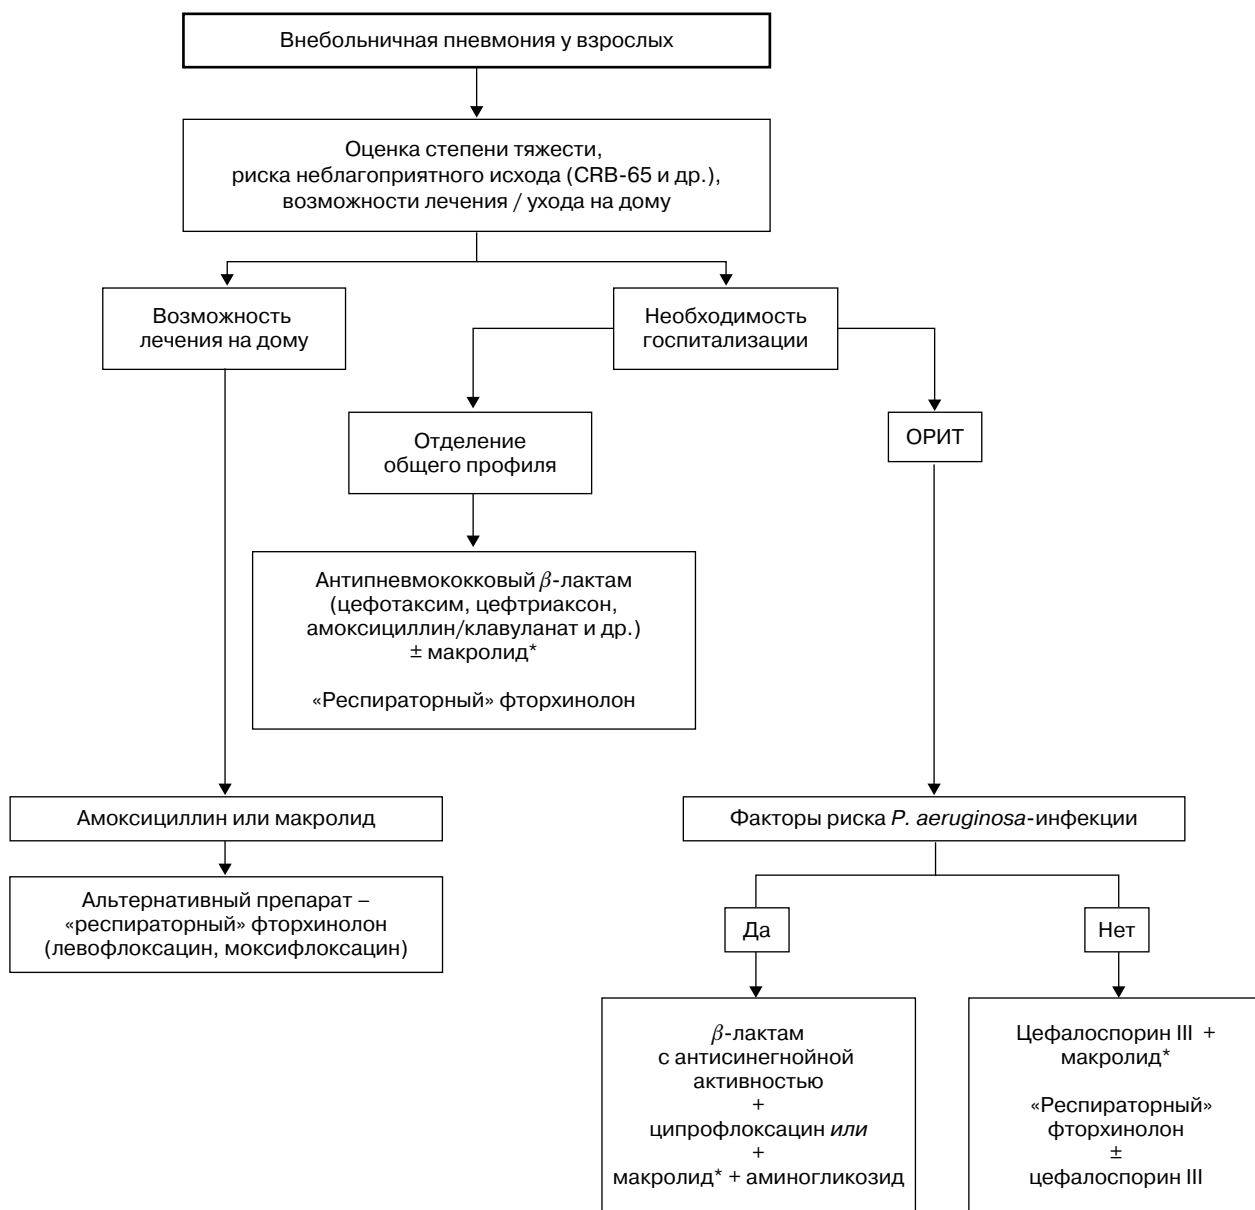 Внебольничная пневмония у взрослых
Оценка степени тяжести,
риска неблагоприятного исхода (CRB-65 и др.),
возможности лечения / ухода на дому
Возможность
лечения на дому
Необходимость
госпитализации
Отделение
общего профиля
ОРИТ
Антипневмококковый β-лактам
(цефотаксим, цефтриаксон,
амоксициллин/клавуланат и др.)
± макролид*
«Респираторный» фторхинолон
Амоксициллин или макролид
Факторы риска P. aeruginosa-инфекции
Альтернативный препарат –
«респираторный» фторхинолон
(левофлоксацин, моксифлоксацин)
Да
Нет
β-лактам
с антисинегнойной
активностью
+
ципрофлоксацин или
+
макролид* + аминогликозид
Цефалоспорин III +
макролид*
«Респираторный»
фторхинолон
±
цефалоспорин III